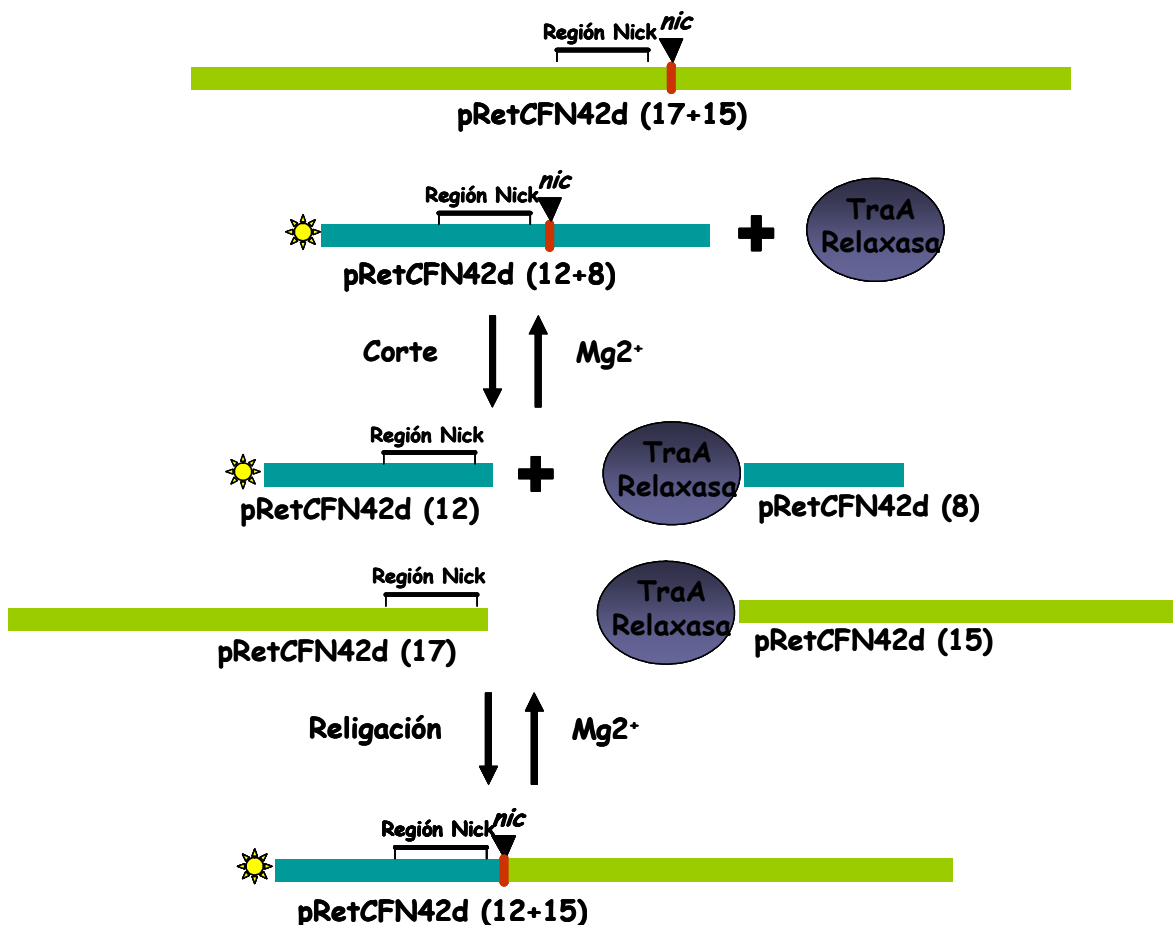 nic
Región Nick
pRetCFN42d (17+15)
nic
Región Nick
TraA
Relaxasa
pRetCFN42d (12+8)
Corte
Mg2+
Región Nick
TraA
Relaxasa
pRetCFN42d (12)
pRetCFN42d (8)
Región Nick
TraA
Relaxasa
pRetCFN42d (17)
pRetCFN42d (15)
Religación
Mg2+
nic
Región Nick
pRetCFN42d (12+15)